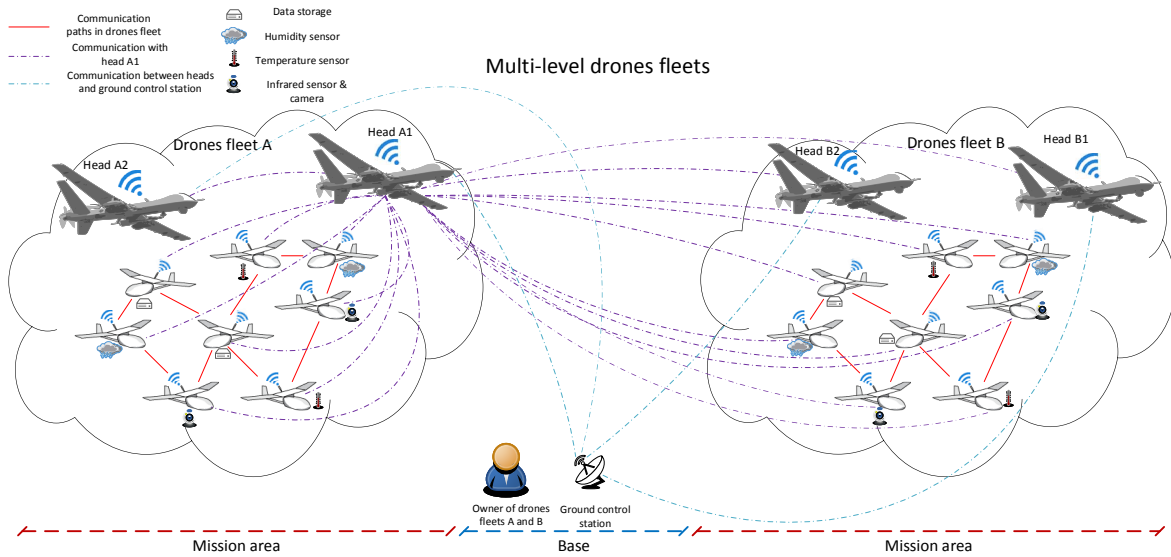 Communication
paths in drones fleet
Communication with
head A1
Communication between heads
and ground control station
Data storage
Humidity sensor
Temperature sensor
Infrared sensor &
camera
Multi-level drones fleets
Drones fleet A
Head A1
Head A2
Head B2
Drones fleet B
Head B1
Owner of drones
fleets A and B
Ground control
station
Mission area
Base
Mission area